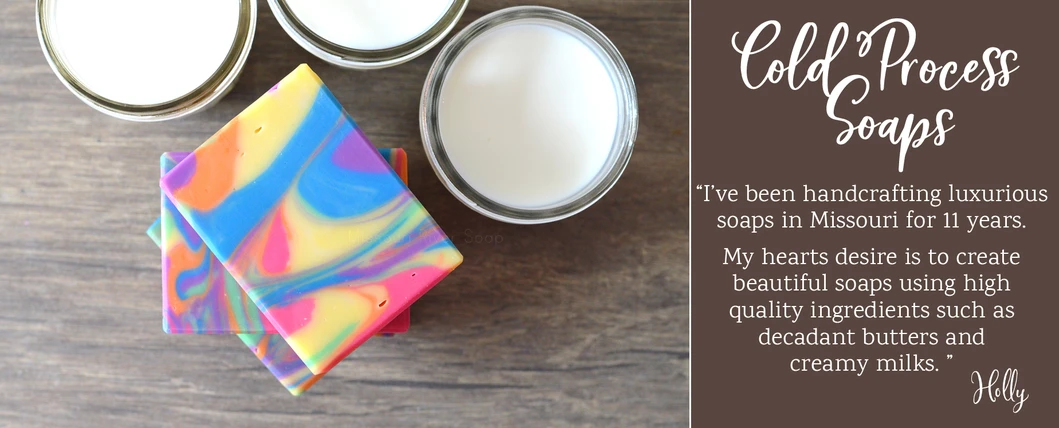 Cold Process
Soaps
“I’ve been handcrafting luxurious
soaps in Missouri for 11 years.
My hearts desire is to create
beautiful soaps using high
quality ingredients such as
decadant butters and
creamy milks. ”
Holly
Soap